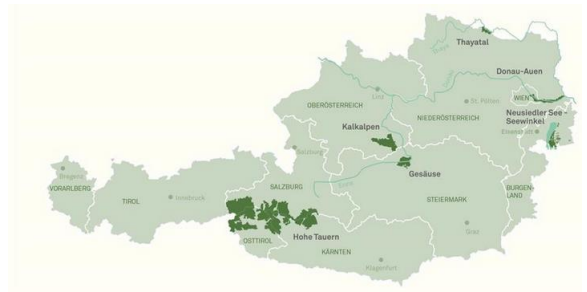 Thayatal
Donau-Auen
Linz
OBERÖSTERREICH
St. Pölten
WIEN
NIEDERÖSTERREICH
Neusiedler See -
Seewinkel
Eisenstadt
Kalkalpen
Salzburg
Gesäuse
Bregenz
VORARLBERG
TIROL
Innsbruck
SALZBURG
Enns
STEIERMARK
BURGEN-
LAND
Graz
Hohe Tauern
OSTTIROL
KÄRNTEN
Klagenfurt